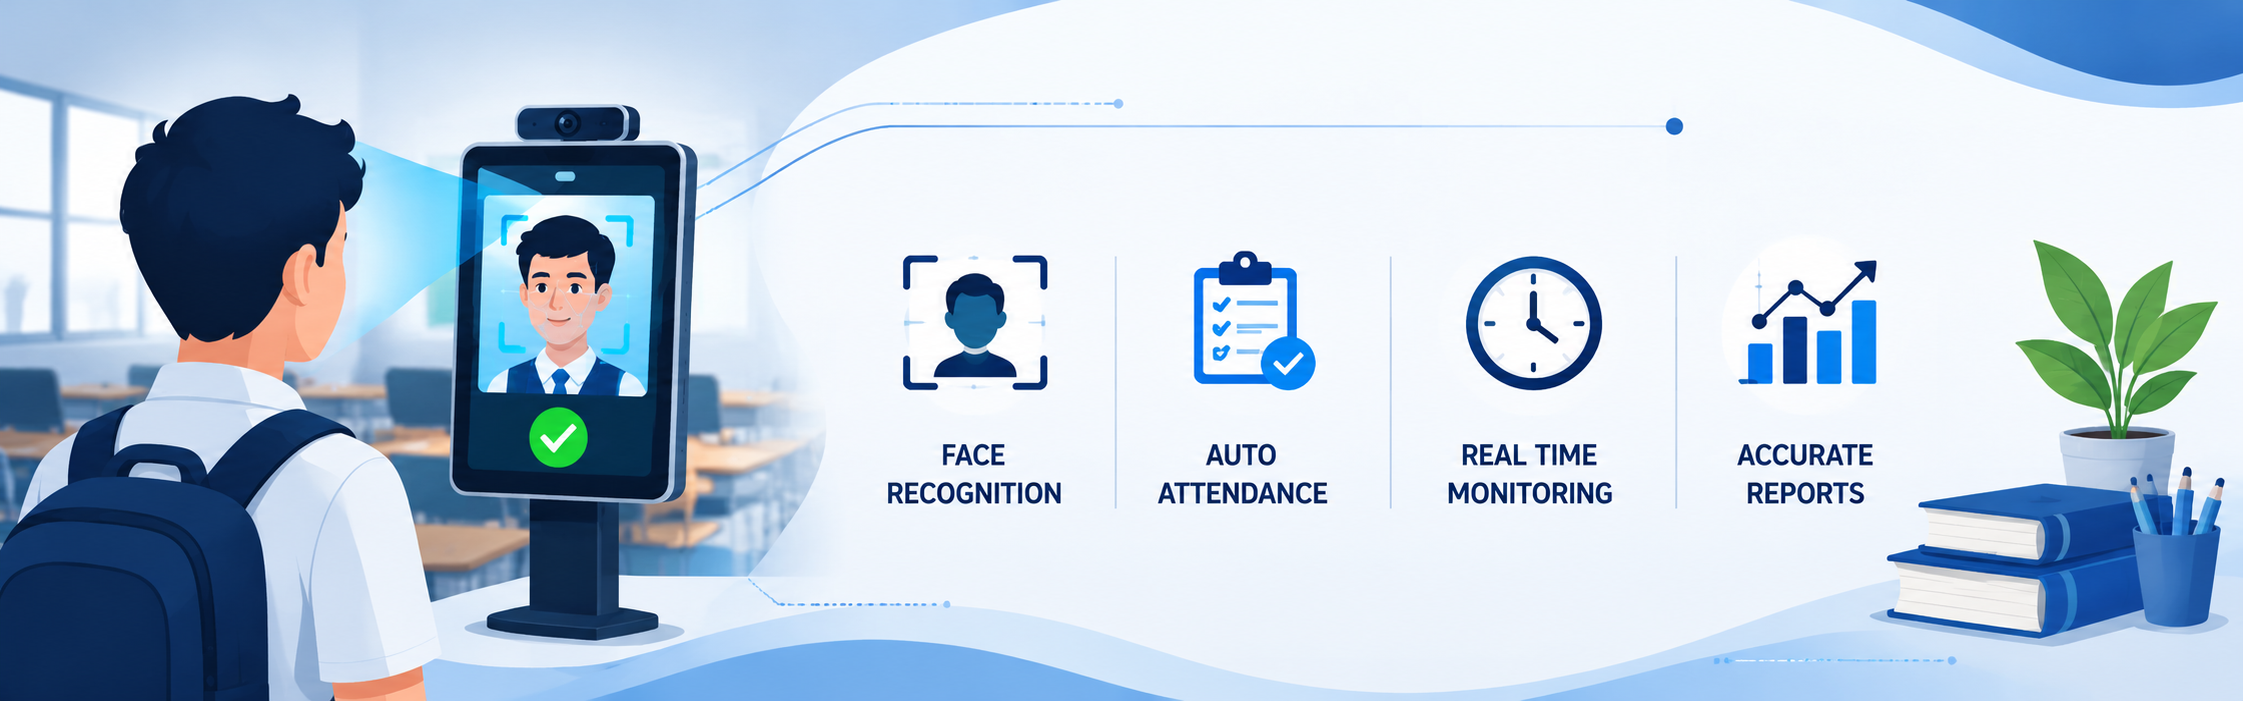 FACE
RECOGNITION
AUTO
ATTENDANCE
REAL TIME
MONITORING
ACCURATE
REPORTS